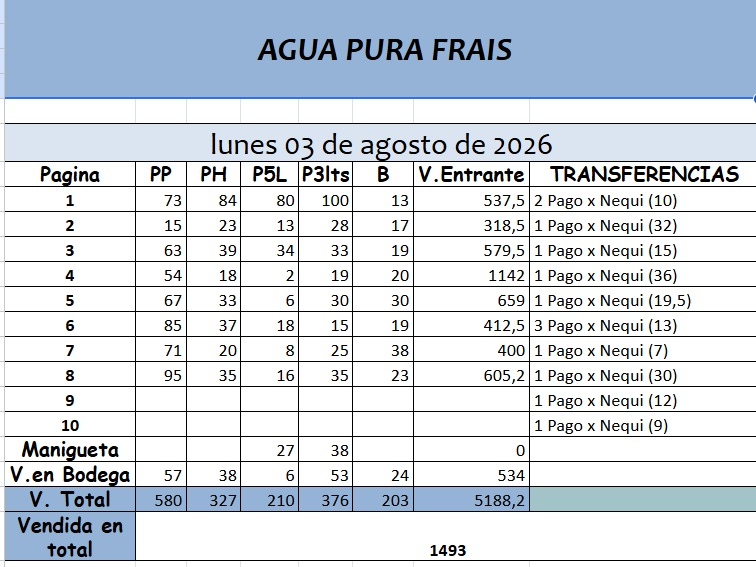 AGUA PURA FRAIS
lunes 03 de agosto de 2026
Pagina PP PH P5L P3lts B V.Entrante TRANSFERENCIAS
1 73 84 80 100 13 537,5 2 Pago x Nequi (10)
2 15 23 13 28 17 318,5 1 Pago x Nequi (32)
3 63 39 34 33 19 579,5 1 Pago x Nequi (15)
4 54 18 2 19 20 1142 1 Pago x Nequi (36)
5 67 33 6 30 30 659 1 Pago x Nequi (19,5)
6 85 37 18 15 19 412,5 3 Pago x Nequi (13)
7 71 20 8 25 38 400 1 Pago x Nequi (7)
8 95 35 16 35 23 605,2 1 Pago x Nequi (30)
9 1 Pago x Nequi (12)
10 1 Pago x Nequi (9)
Manigueta 27 38 0
V.en Bodega 57 38 6 53 24 534
V. Total 580 327 210 376 203 5188,2
Vendida en
total 1493